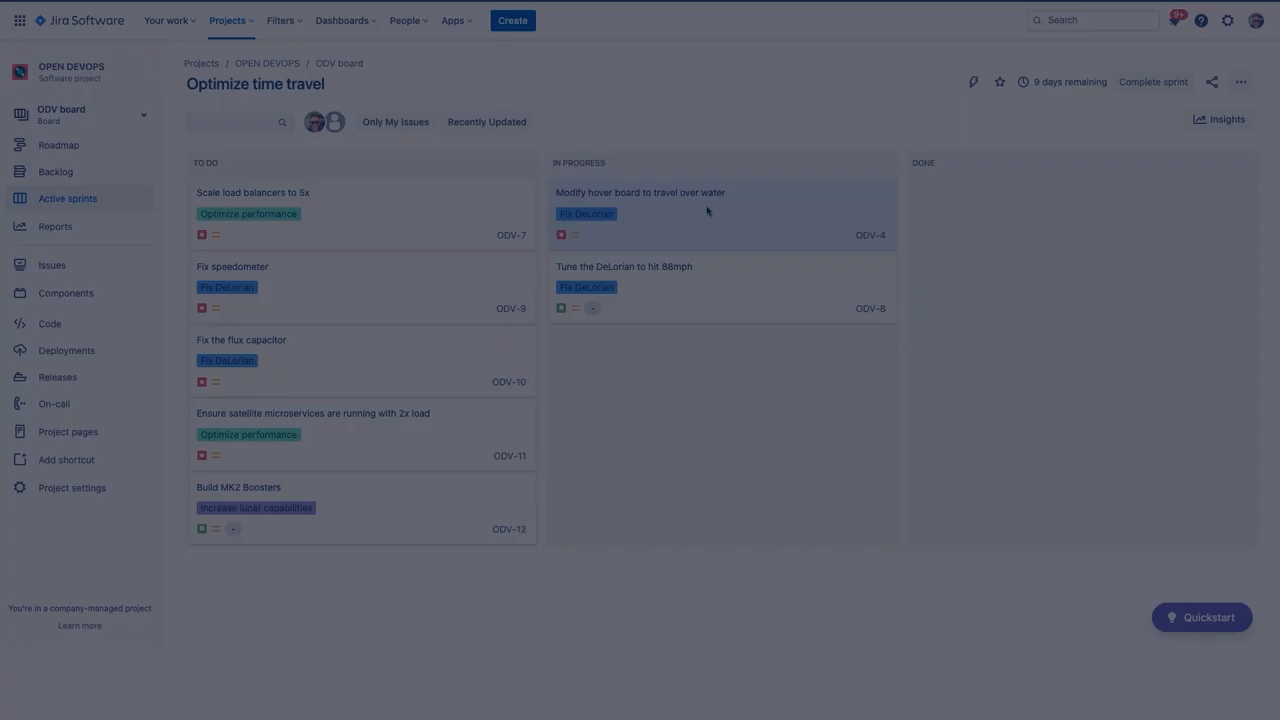 Jira Software
Your work
Projects
Filters
Dashboards
People
Apps
Create
Search
9+
OPEN DEVOPS
Software project
ODV board
Board
Roadmap
Backlog
Active sprints
Reports
Issues
Components
Code
Deployments
Releases
On-call
Project pages
Add shortcut
Project settings
You're in a company-managed project
Learn more
Projects / OPEN DEVOPS / ODV board
Optimize time travel
9 days remaining
Complete sprint
Only My Issues
Recently Updated
Insights
TO DO
Scale load balancers to 5x
Optimize performance
ODV-7
Fix speedometer
Fix DeLorian
ODV-9
Fix the flux capacitor
Fix DeLorian
ODV-10
Ensure satellite microservices are running with 2x load
Optimize performance
ODV-11
Build MK2 Boosters
Increase lunar capabilities
-
ODV-12
IN PROGRESS
Modify hover board to travel over water
Fix DeLorian
ODV-4
Tune the DeLorian to hit 88mph
Fix DeLorian
-
ODV-8
DONE
Quickstart